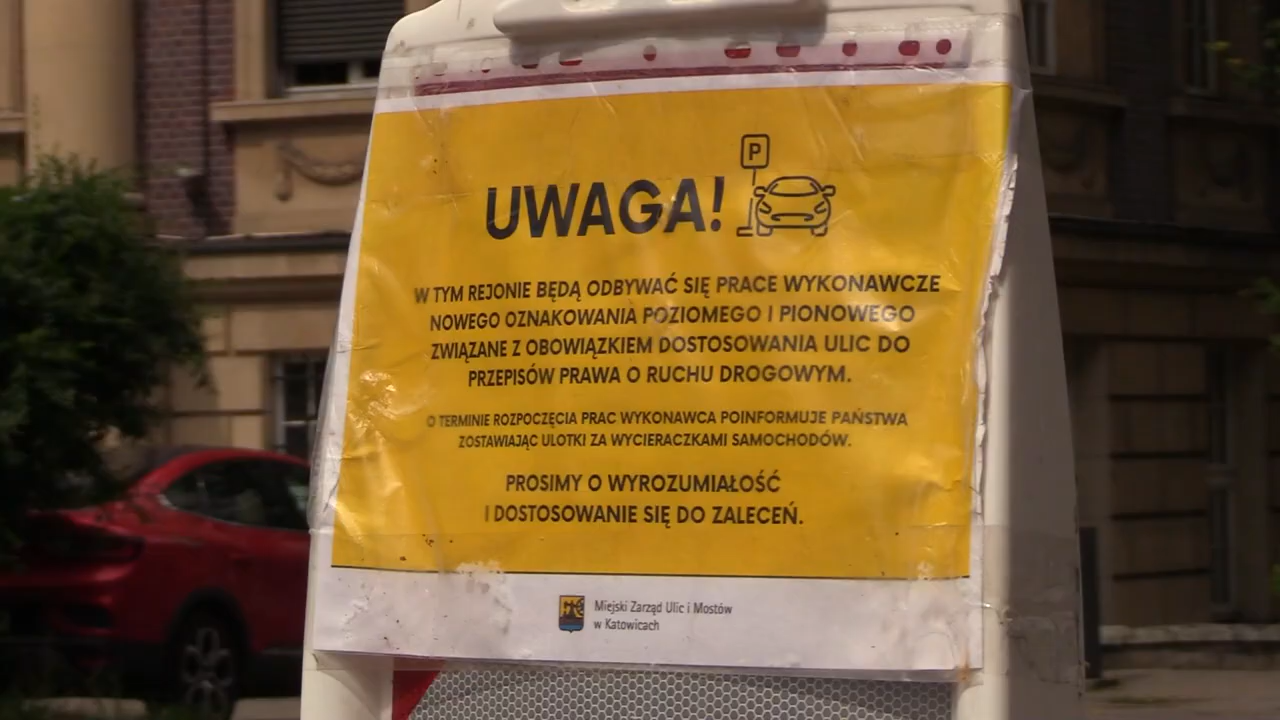 P
UWAGA!
W TYM REJONIE BĘDĄ ODBYWAĆ SIĘ PRACE WYKONAWCZE
NOWEGO OZNAKOWANIA POZIOMEGO I PIONOWEGO
ZWIĄZANE Z OBOWIĄZKIEM DOSTOSOWANIA ULIC DO
PRZEPISÓW PRAWA O RUCHU DROGOWYM.
O TERMINIE ROZPOCZĘCIA PRAC WYKONAWCA POINFORMUJE PAŃSTWA
ZOSTAWIAJĄC ULOTKI ZA WYCIERACZKAMI SAMOCHODÓW.
PROSIMY O WYROZUMIAŁOŚĆ
I DOSTOSOWANIE SIĘ DO ZALECEŃ.
Miejski Zarząd Ulic i Mostów
w Katowicach